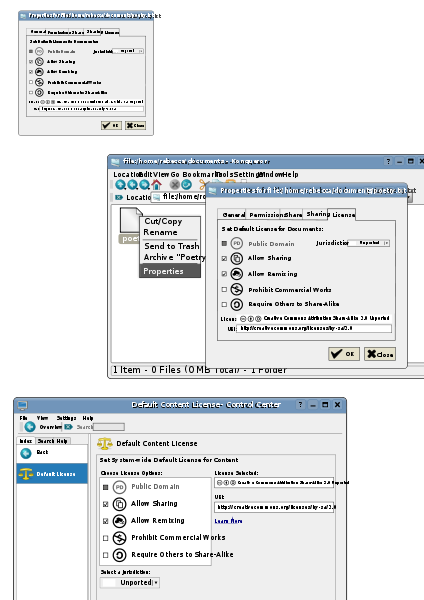 Properties for file:/home/rebecca/documents/poetry.txt
General Permissions Share Sharing License
Set Default License for Documents:
Public Domain Jurisdiction Unported
Allow Sharing
Allow Remixing
Prohibit Commercial Works
Require Others to Share-Alike
OK Close
file:/home/rebecca/documents - Konqueror
Location Edit View Go Bookmarks Tools Settings Window Help
Location file:/home/re
poetry
Cut/Copy
Rename
Send to Trash
Archive "Poetry
Properties
1 Item - 0 Files (0 MB Total) - 1 Folder
Properties for file:/home/rebecca/documents/poetry.txt
General Permissions Share Sharing License
Set Default License for Documents:
PD Public Domain Jurisdiction Unported
Allow Sharing
Allow Remixing
Prohibit Commercial Works
Require Others to Share-Alike
License Creative Commons Attribution Share-Alike 3.0 Unported
URI http://creativecommons.org/licenses/by-sa/3.0
OK Close
Default Content License - Control Center
File View Settings Help
Overview Search
Index Search Help
Back
Default License
Default Content License
Set System-wide Default License for Content
Choose License Options:
PD Public Domain
Allow Sharing
Allow Remixing
Prohibit Commercial Works
Require Others to Share-Alike
Select a Jurisdiction:
Unported
License Selected:
Creative Commons Attribution Share-Alike 3.0 Unported
URI:
http://creativecommons.org/licenses/by-sa/3.0
Learn More